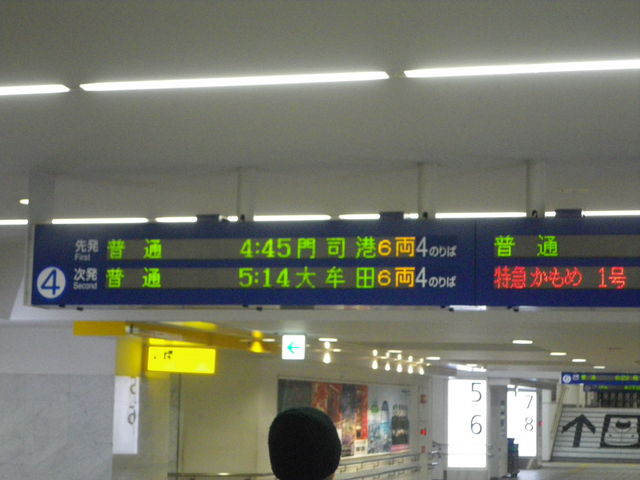 先発 普通 4:45 門司港 6両 4のりば
First
4 次発 普通 5:14 大牟田 6両 4のりば
Second
普通
特急かもめ 1号
5
6
7
8